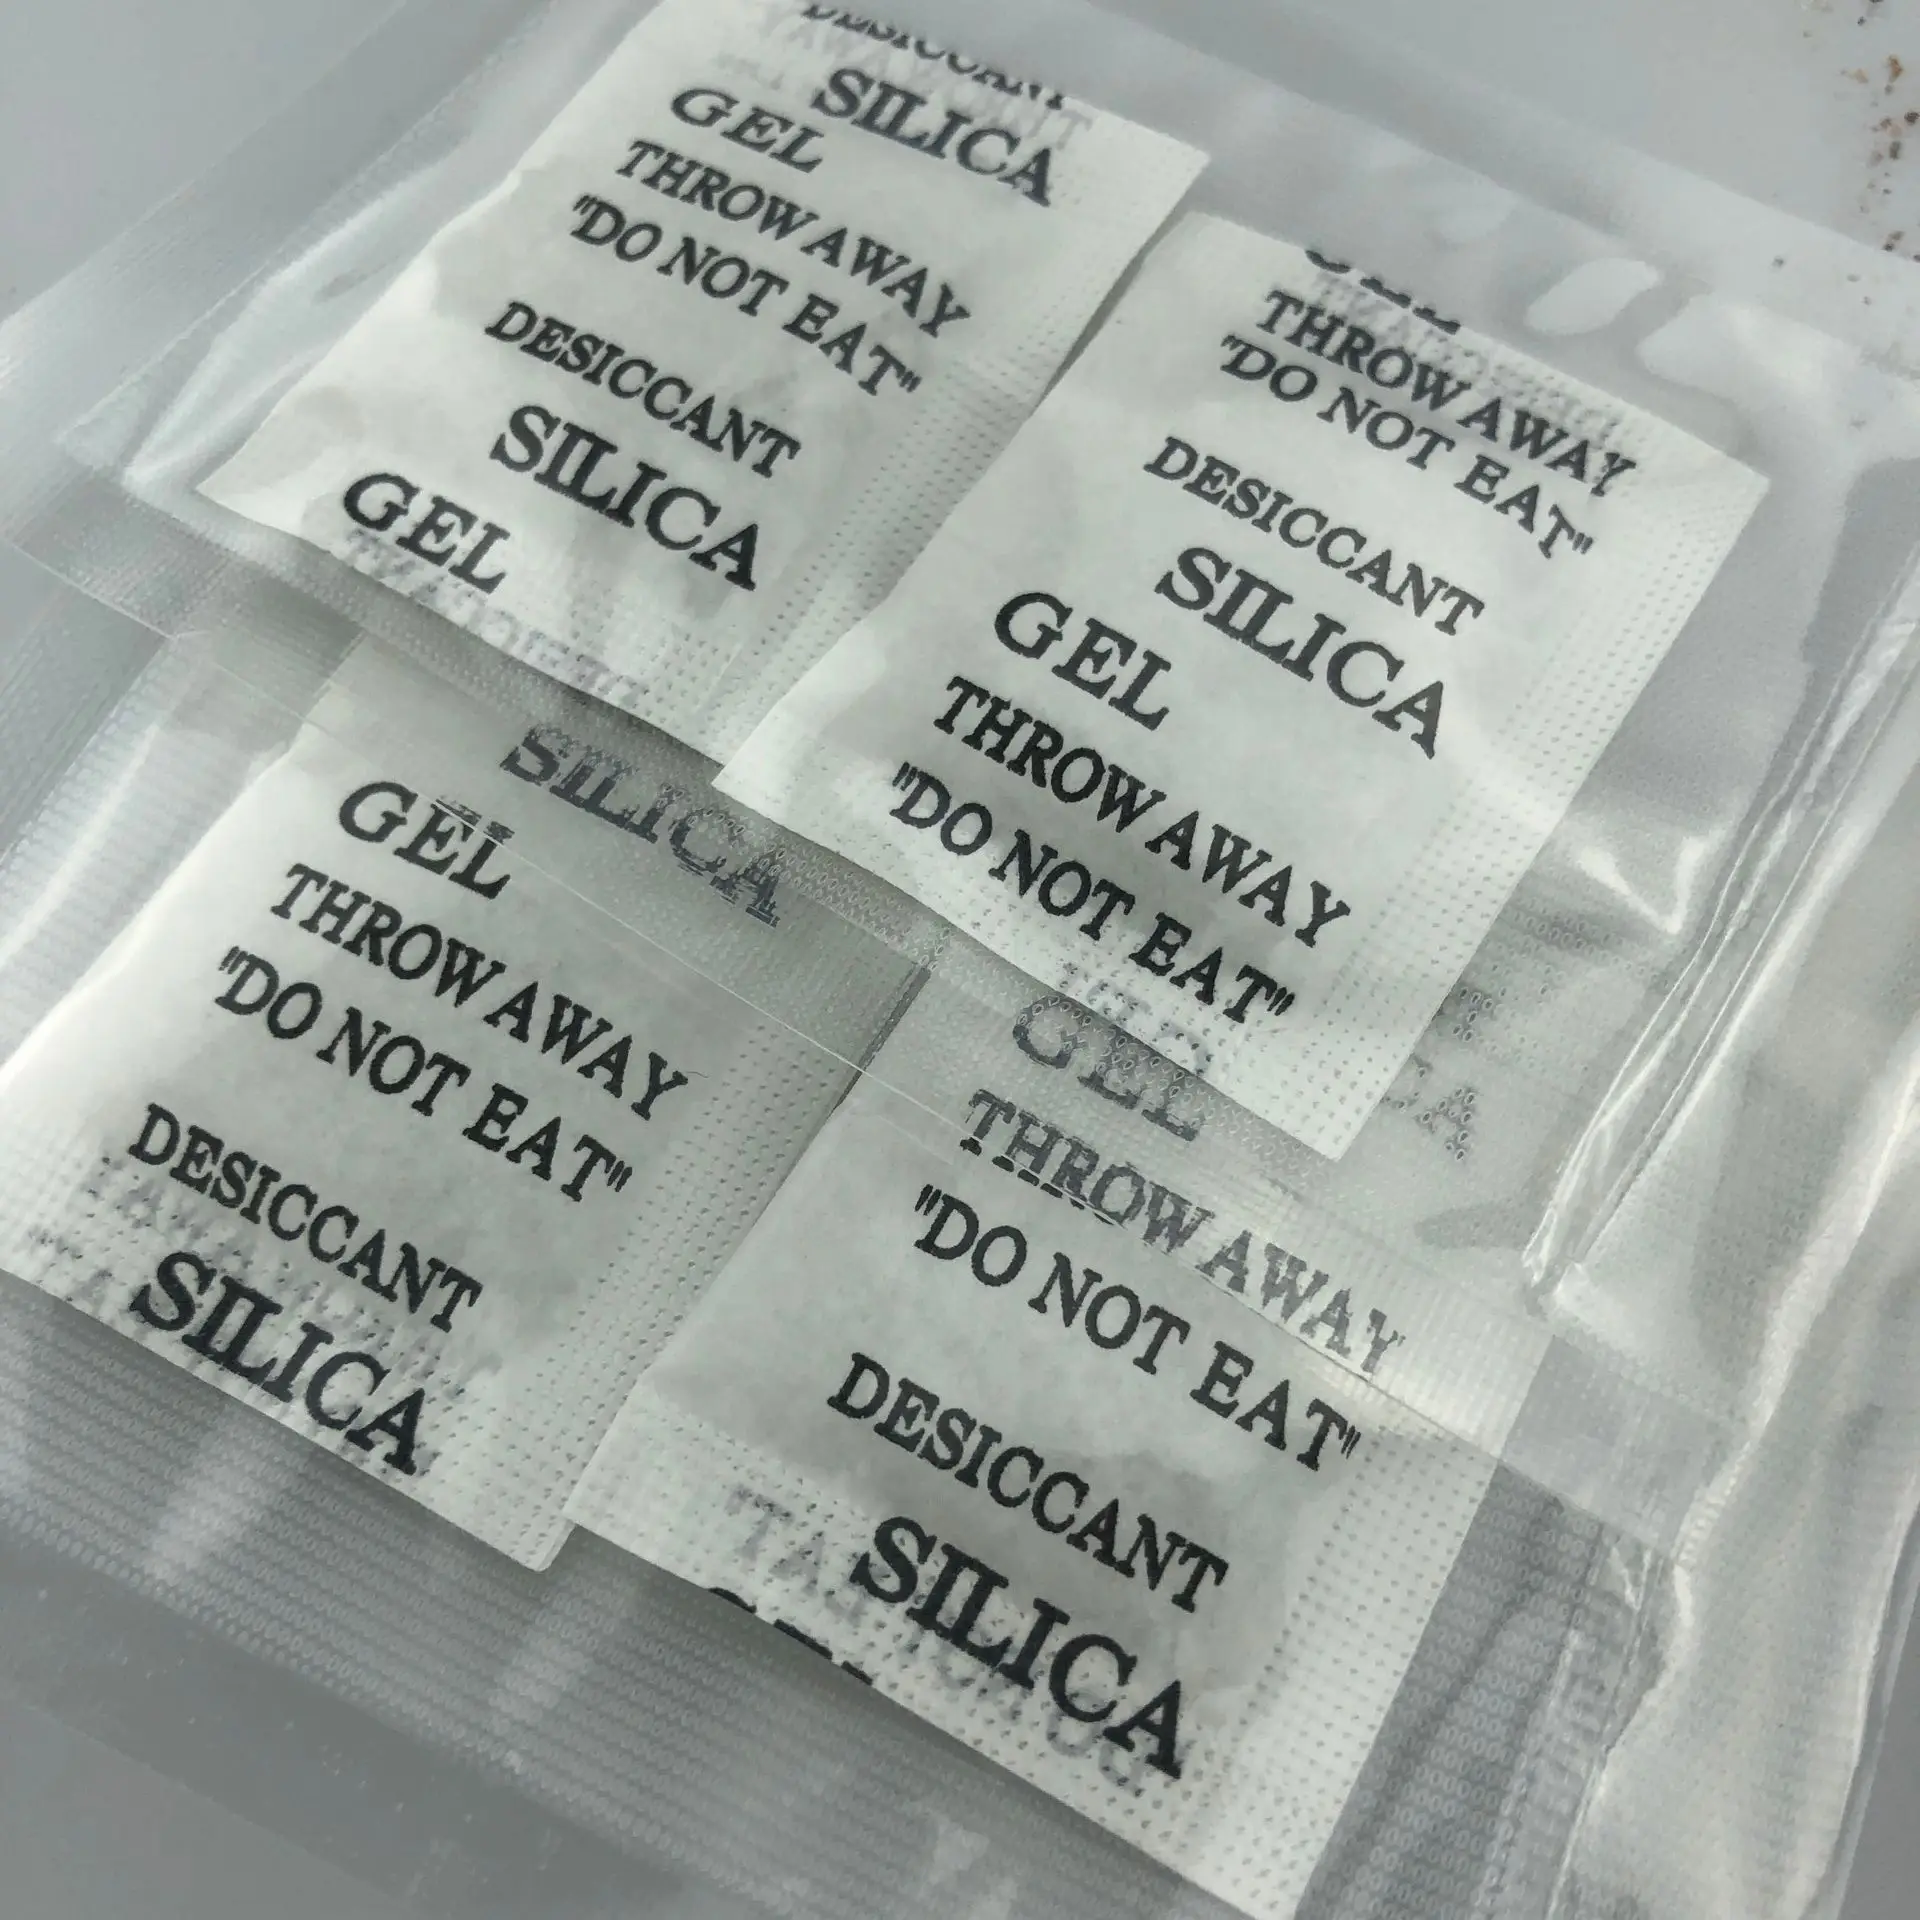 DESICCANT
SILICA
GEL
THROW AWAY
"DO NOT EAT"
DESICCANT
SILICA
GEL
THROW AWAY
"DO NOT EAT"
DESICCANT
SILICA
GEL
THROW AWAY
"DO NOT EAT"
SILICA
GEL
THROW AWAY
"DO NOT EAT"
DESICCANT
SILICA
GEL
THROW AWAY
"DO NOT EAT"
DESICCANT
SILICA